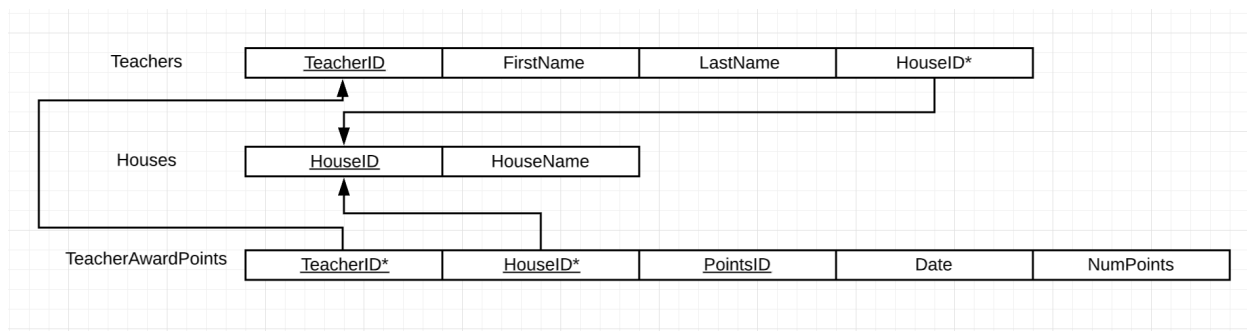 Teachers TeacherID FirstName LastName HouseID*
Houses HouseID HouseName
TeacherAwardPoints TeacherID* HouseID* PointsID Date NumPoints